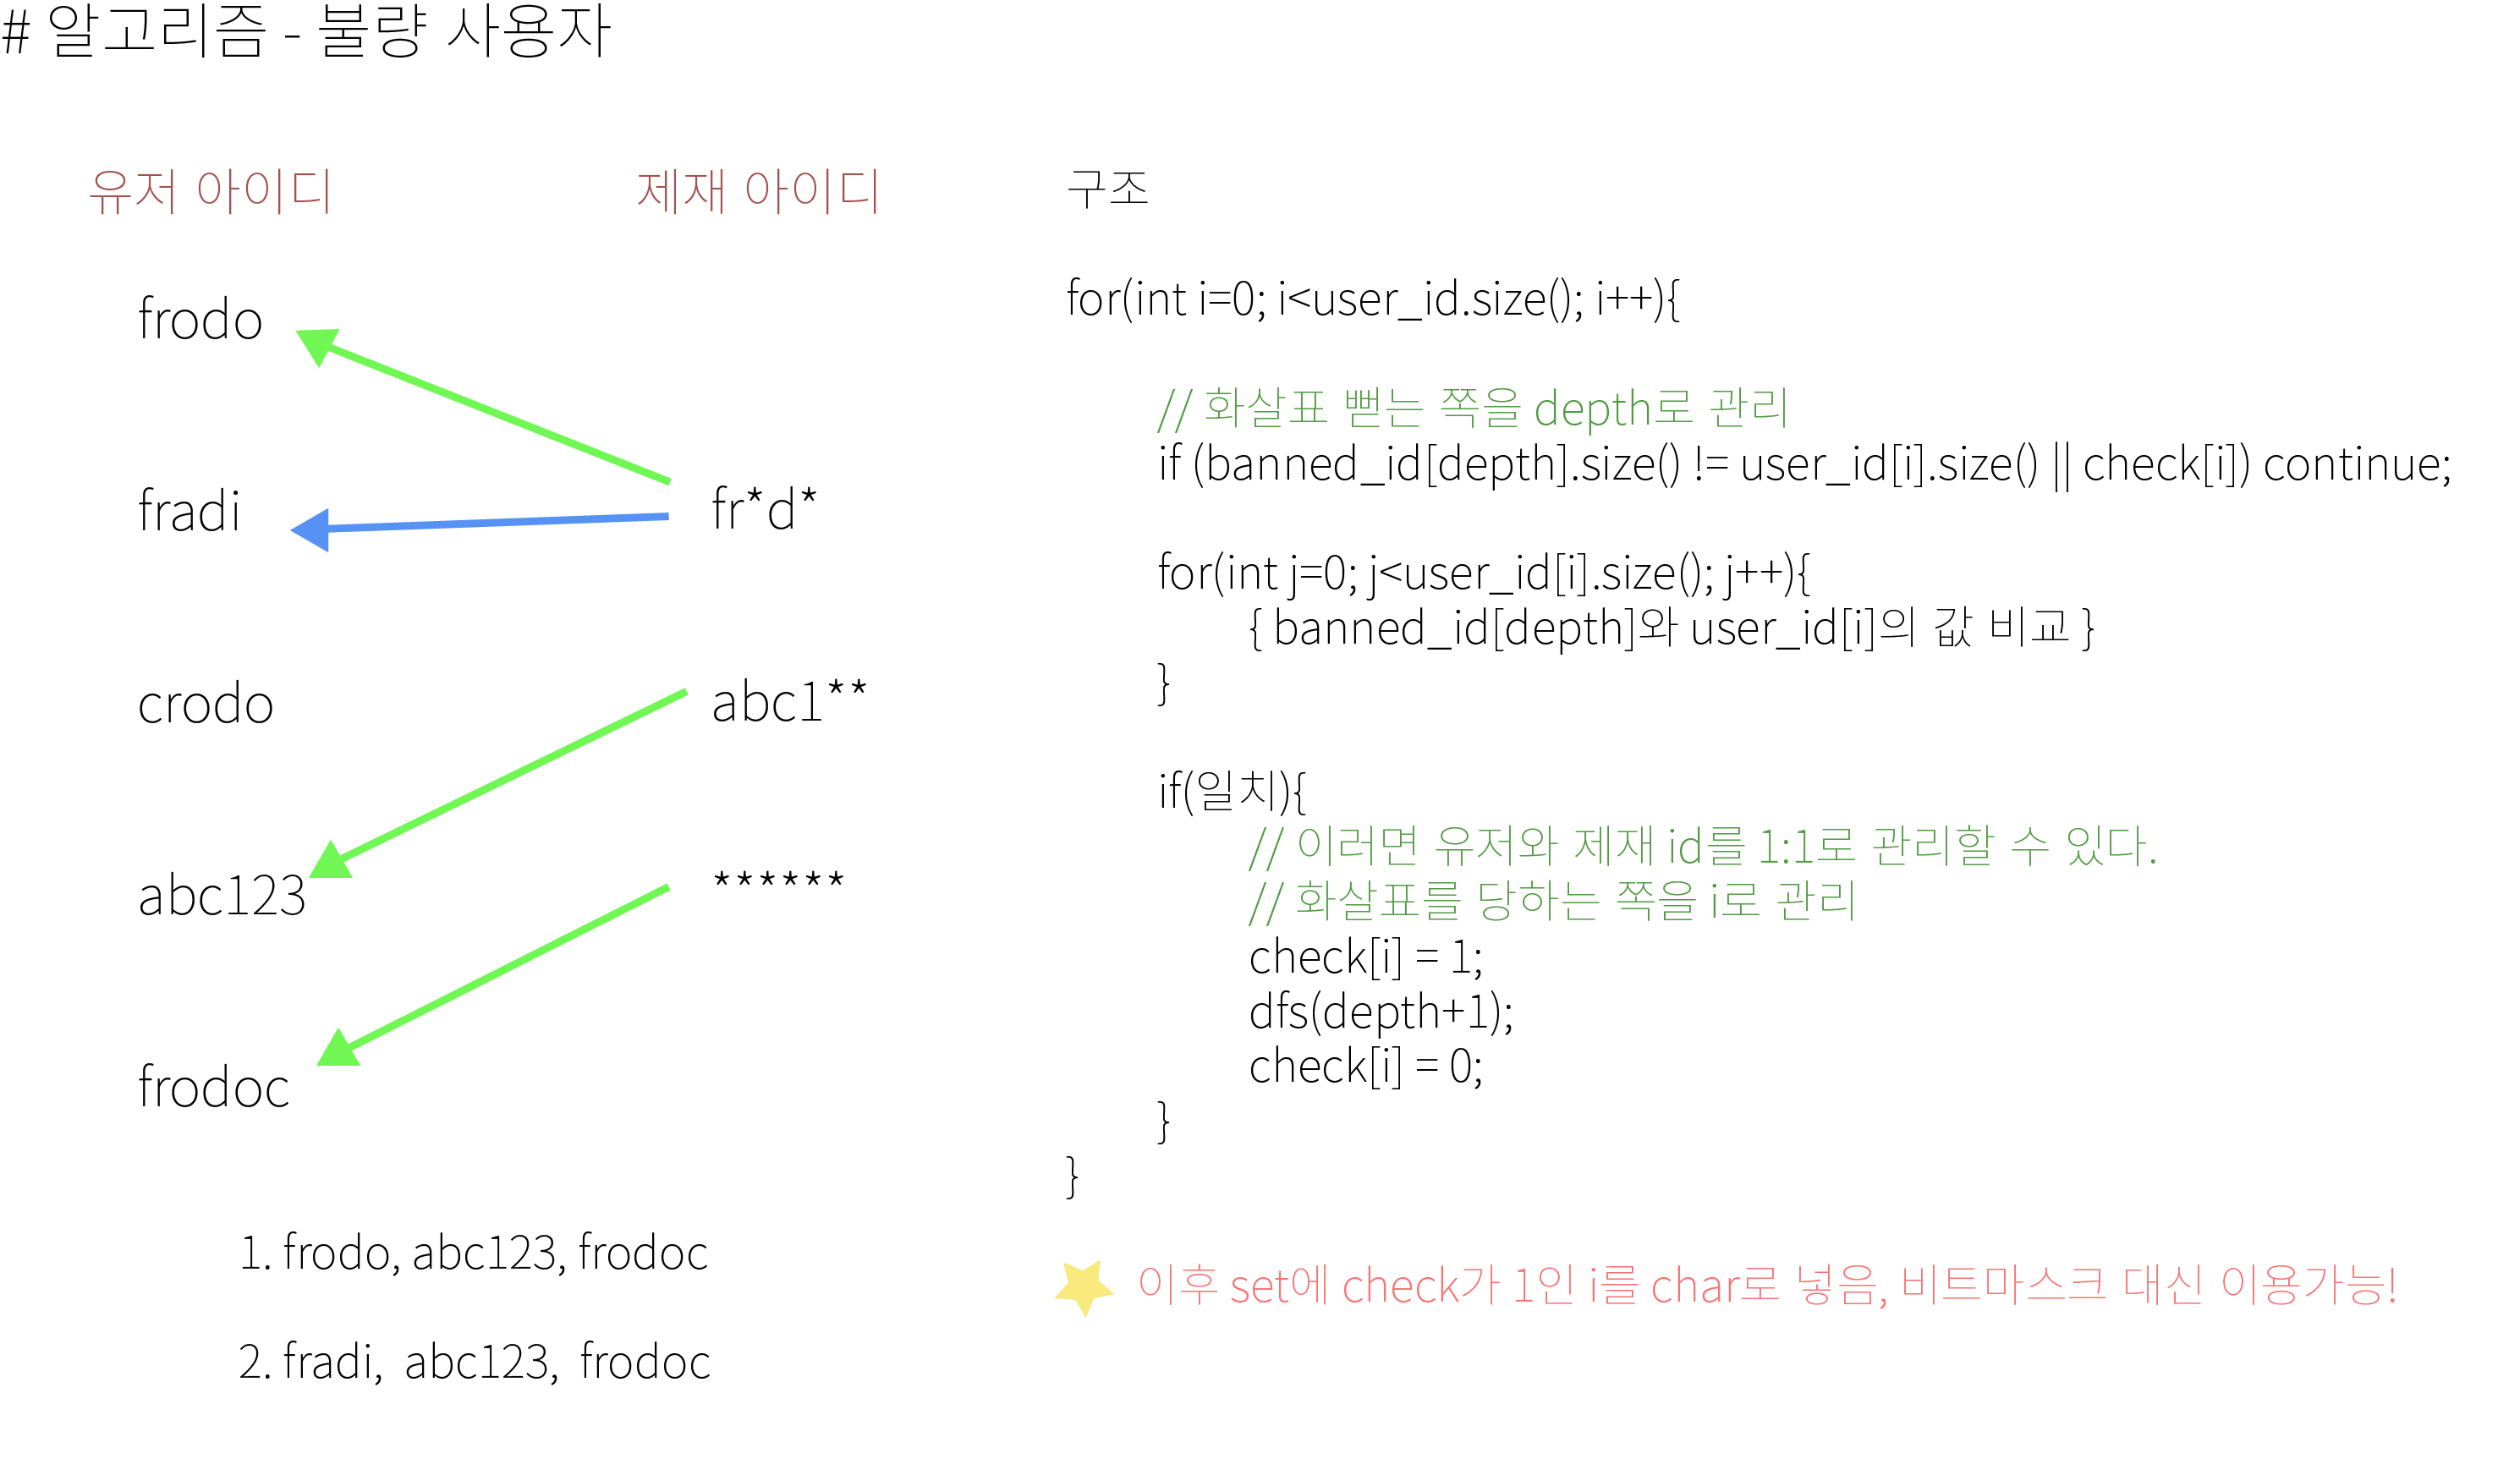 # 알고리즘 - 불량 사용자
유저 아이디
제재 아이디
frodo
fradi
crodo
abc123
frodoc
fr*d*
abc1**
******
1. frodo, abc123, frodoc
2. fradi, abc123, frodoc
구조
for(int i=0; i<user_id.size(); i++){
// 화살표 뻗는 쪽을 depth로 관리
if (banned_id[depth].size() != user_id[i].size() || check[i]) continue;
for(int j=0; j<user_id[i].size(); j++){
{ banned_id[depth]와 user_id[i]의 값 비교 }
}
if(일치){
// 이러면 유저와 제재 id를 1:1로 관리할 수 있다.
// 화살표를 당하는 쪽을 i로 관리
check[i] = 1;
dfs(depth+1);
check[i] = 0;
}
}
이후 set에 check가 1인 i를 char로 넣음, 비트마스크 대신 이용가능!